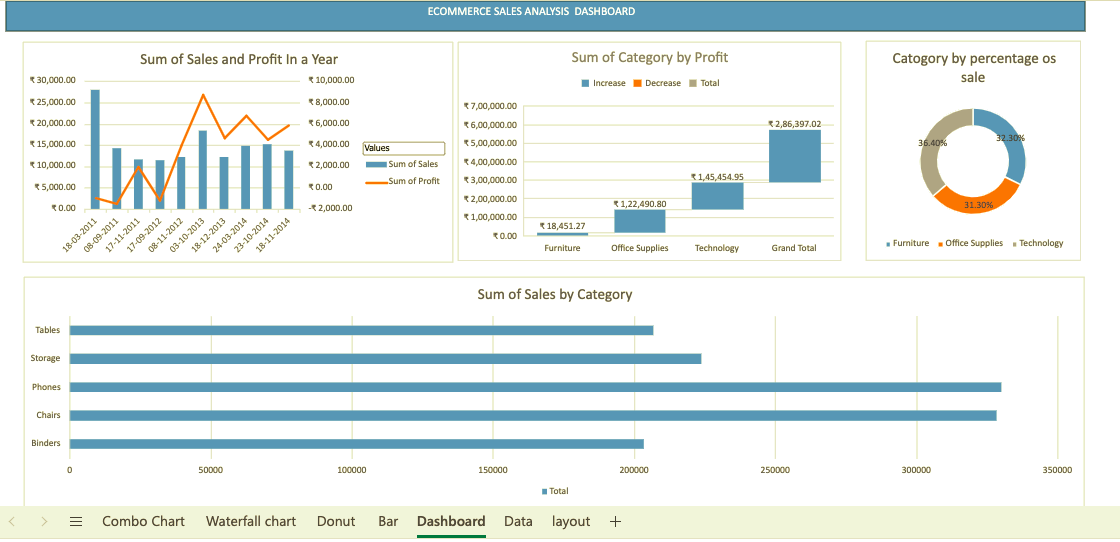 ECOMMERCE SALES ANALYSIS DASHBOARD
Sum of Sales and Profit In a Year
₹ 30,000.00
₹ 25,000.00
₹ 20,000.00
₹ 15,000.00
₹ 10,000.00
₹ 5,000.00
₹ 0.00
₹ 10,000.00
₹ 8,000.00
₹ 6,000.00
₹ 4,000.00
₹ 2,000.00
₹ 0.00
-₹ 2,000.00
18-03-2011
08-09-2011
17-11-2011
17-09-2012
08-11-2012
03-10-2013
18-12-2013
24-03-2014
23-10-2014
18-11-2014
Values
Sum of Sales
Sum of Profit
Sum of Category by Profit
Increase Decrease Total
₹ 7,00,000.00
₹ 6,00,000.00
₹ 5,00,000.00
₹ 4,00,000.00
₹ 3,00,000.00
₹ 2,00,000.00
₹ 1,00,000.00
₹ 0.00
₹ 18,451.27
₹ 1,22,490.80
₹ 1,45,454.95
₹ 2,86,397.02
Furniture Office Supplies Technology Grand Total
Catogory by percentage os
sale
36.40%
32.30%
31.30%
Furniture Office Supplies Technology
Sum of Sales by Category
Tables
Storage
Phones
Chairs
Binders
0 50000 100000 150000 200000 250000 300000 350000
Total
Combo Chart Waterfall chart Donut Bar Dashboard Data layout